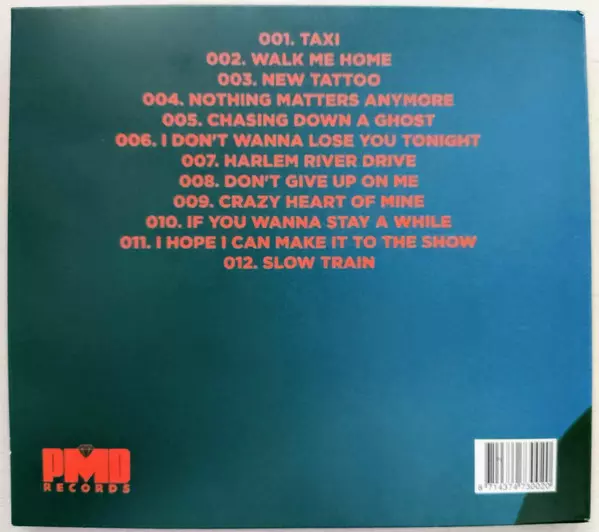 001. TAXI
002. WALK ME HOME
003. NEW TATTOO
004. NOTHING MATTERS ANYMORE
005. CHASING DOWN A GHOST
006. I DON'T WANNA LOSE YOU TONIGHT
007. HARLEM RIVER DRIVE
008. DON'T GIVE UP ON ME
009. CRAZY HEART OF MINE
010. IF YOU WANNA STAY A WHILE
011. I HOPE I CAN MAKE IT TO THE SHOW
012. SLOW TRAIN
PMD
RECORDS
8 714374 730020